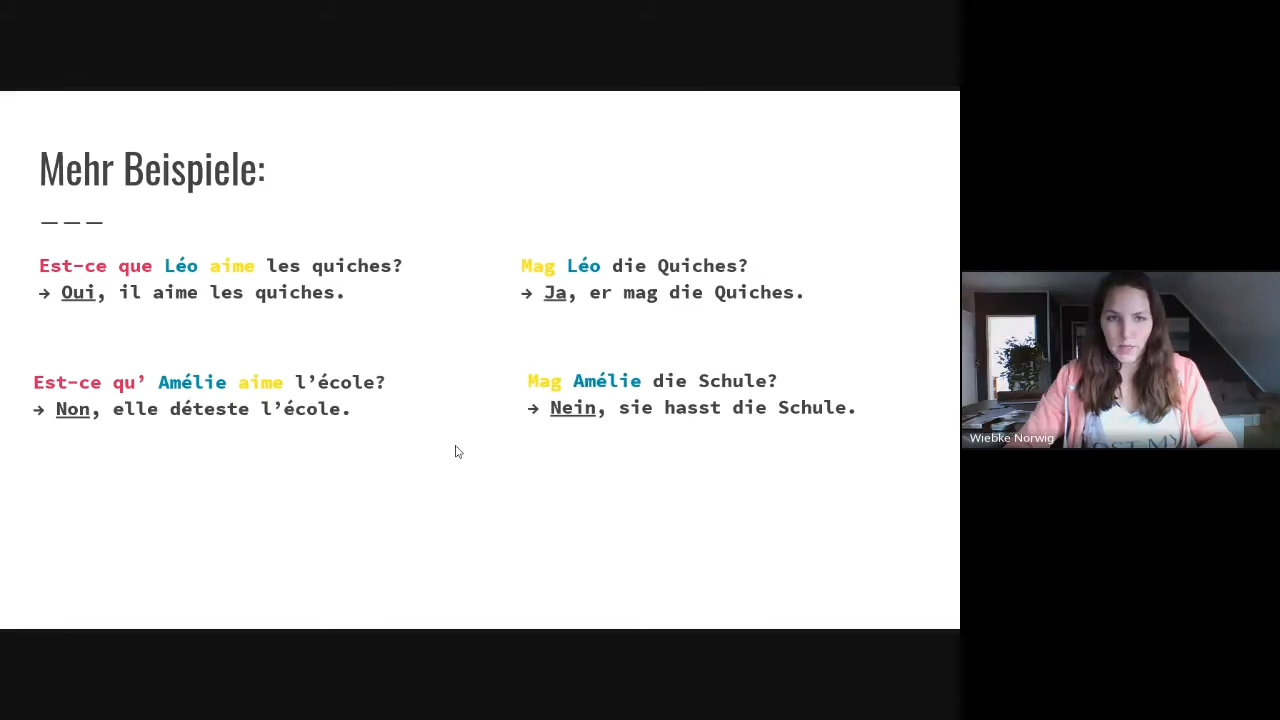 Mehr Beispiele:
———
Est-ce que Léo aime les quiches?
→ Oui, il aime les quiches.
Mag Léo die Quiches?
→ Ja, er mag die Quiches.
Est-ce qu’ Amélie aime l’école?
→ Non, elle déteste l’école.
Mag Amélie die Schule?
→ Nein, sie hasst die Schule.
OST MY
Wiebke Norwig